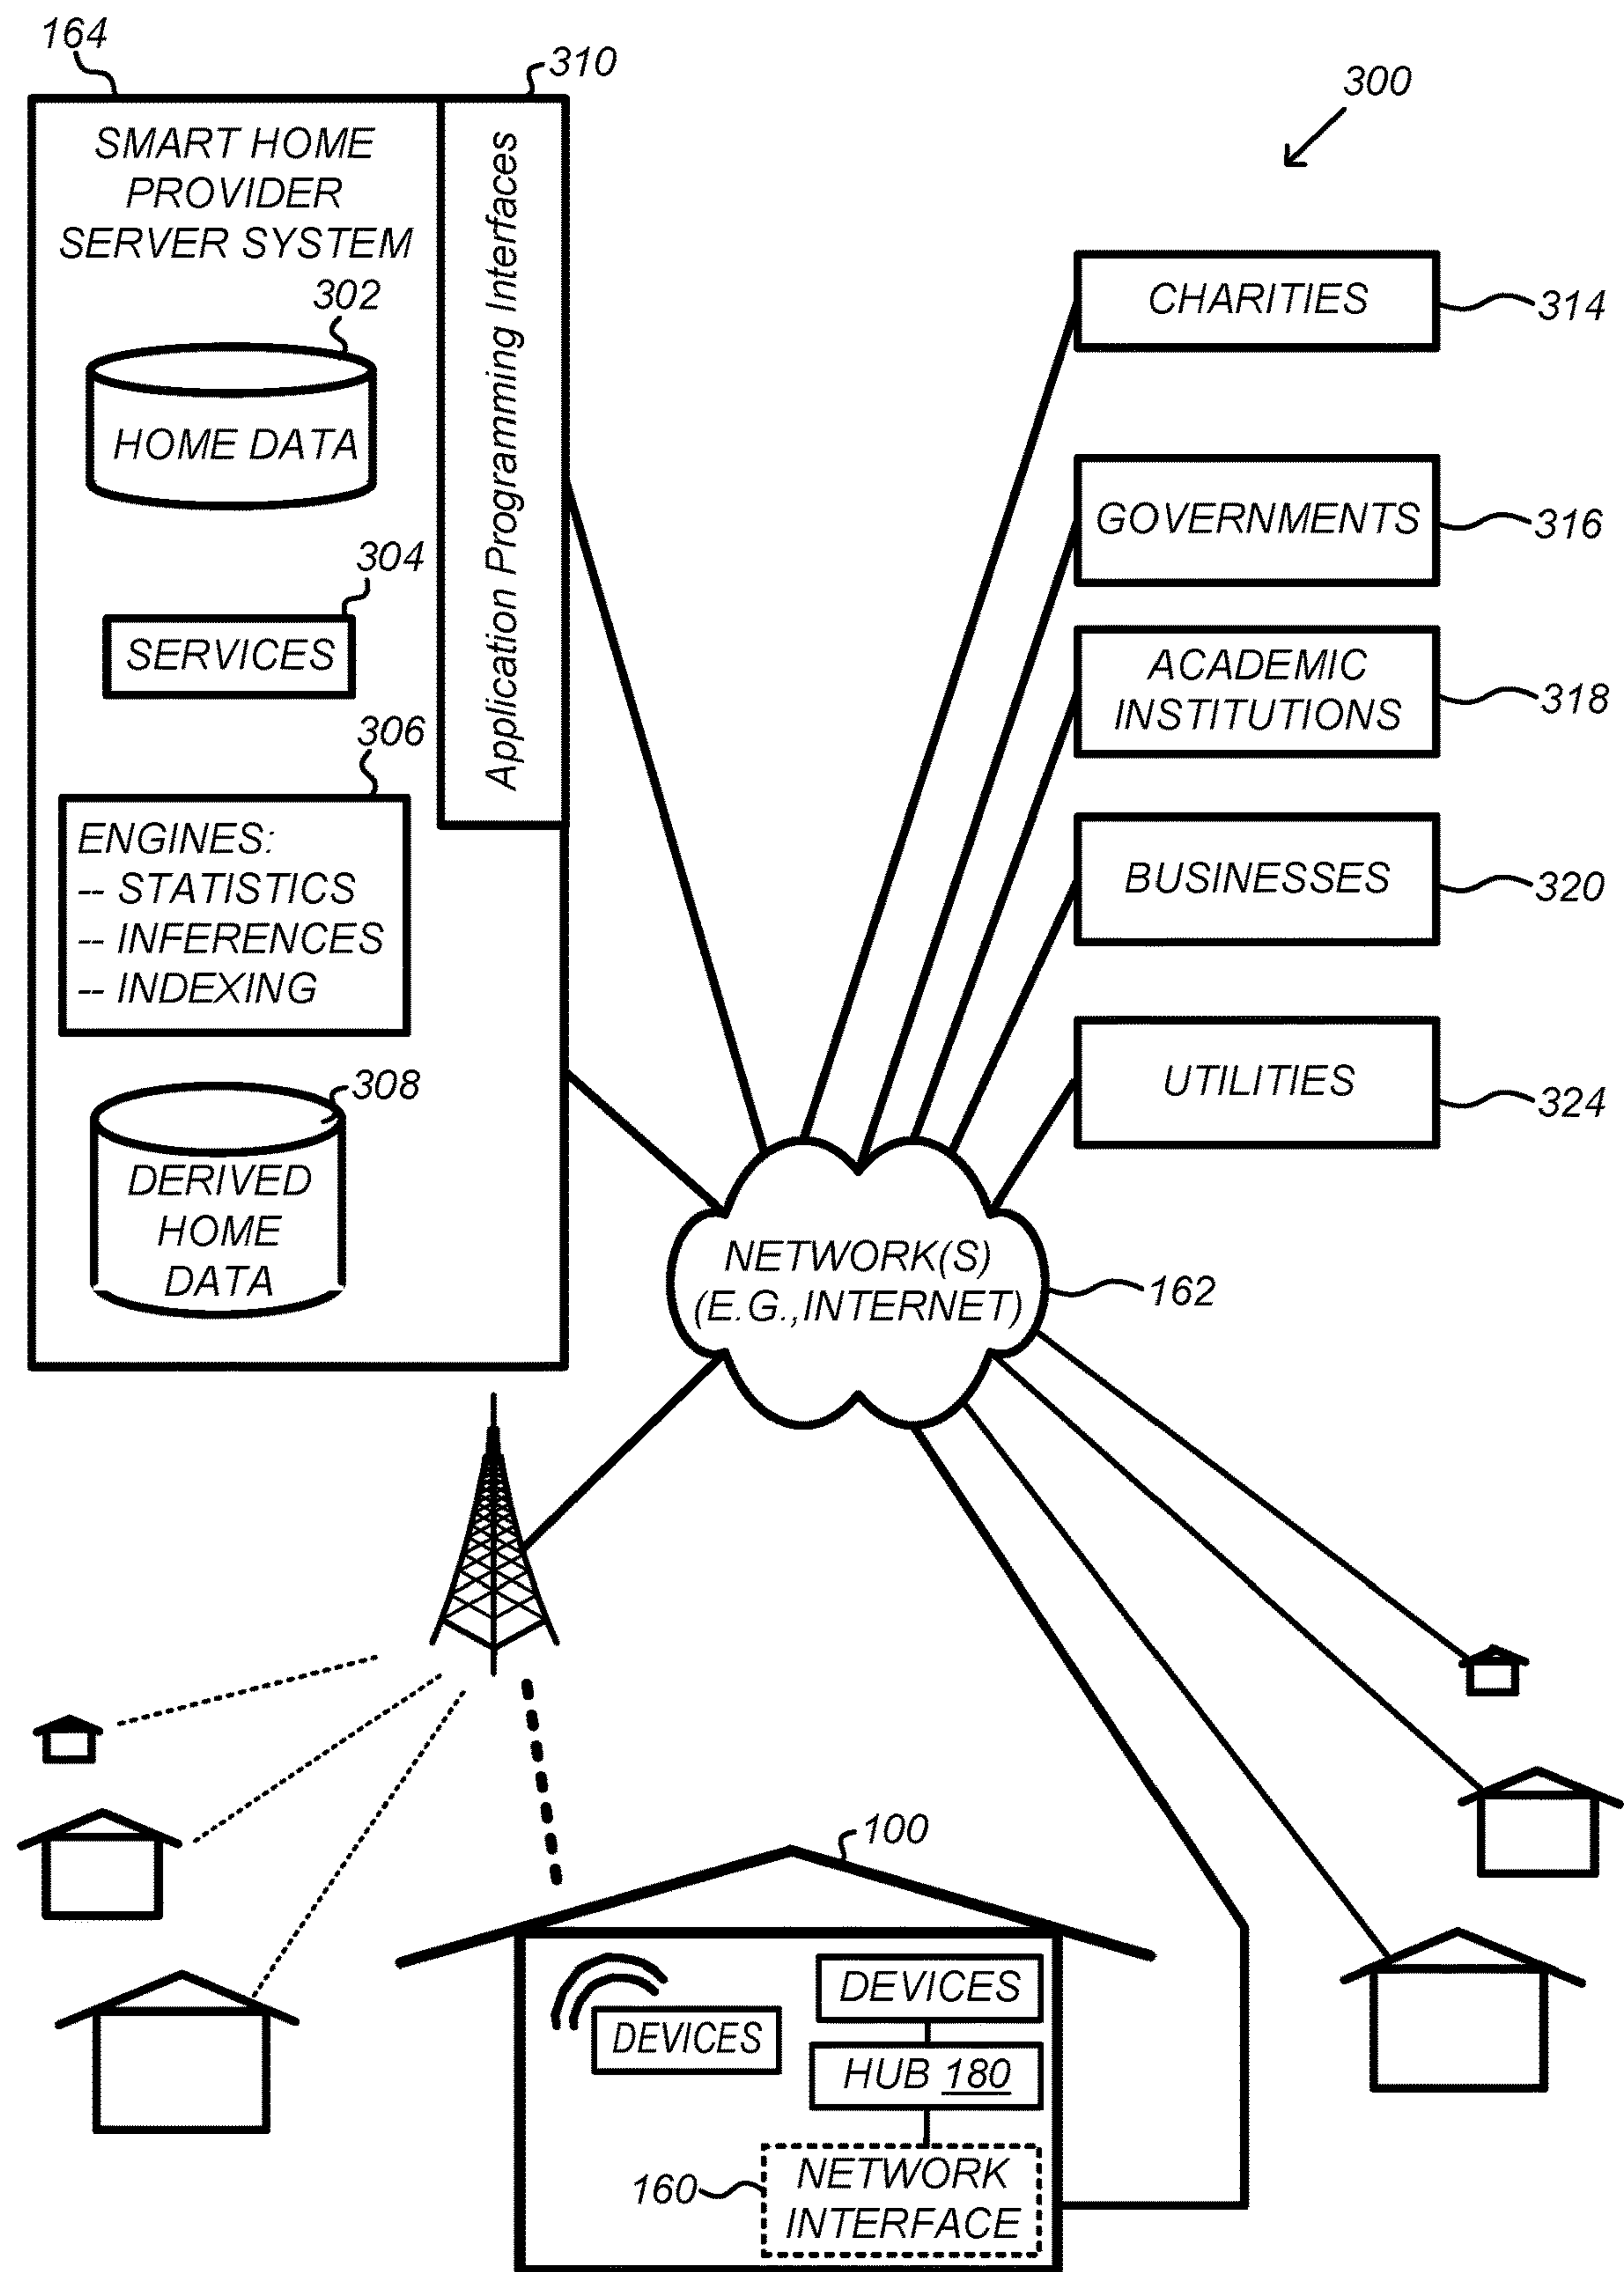 164
310
300
SMART HOME
PROVIDER
SERVER SYSTEM
Application Programming Interfaces
302
HOME DATA
304
SERVICES
306
ENGINES:
-- STATISTICS
-- INFERENCES
-- INDEXING
308
DERIVED
HOME
DATA
CHARITIES
314
GOVERNMENTS
316
ACADEMIC
INSTITUTIONS
318
BUSINESSES
320
UTILITIES
324
NETWORK(S)
(E.G.,INTERNET)
162
100
DEVICES
DEVICES
HUB 180
160
NETWORK
INTERFACE